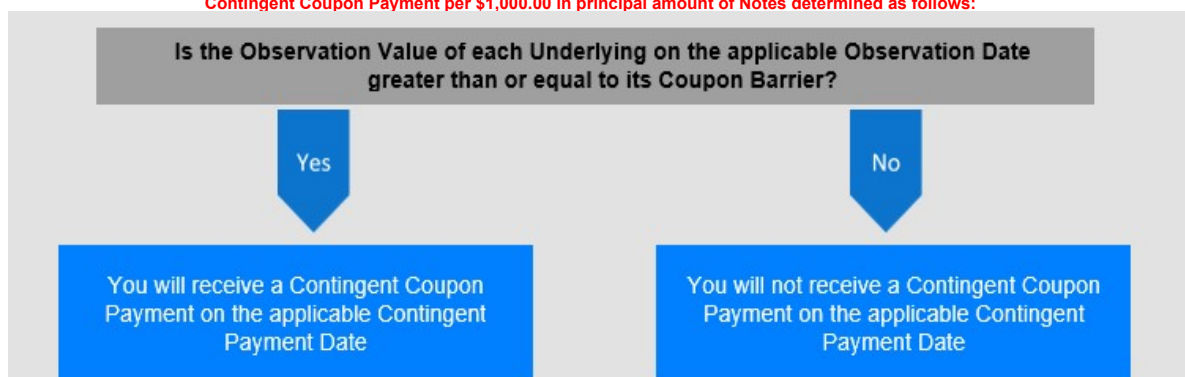 Contingent Coupon Payment per $1,000.00 in principal amount of Notes determined as follows:
Is the Observation Value of each Underlying on the applicable Observation Date
greater than or equal to its Coupon Barrier?
Yes
No
You will receive a Contingent Coupon
Payment on the applicable Contingent
Payment Date
You will not receive a Contingent Coupon
Payment on the applicable Contingent
Payment Date